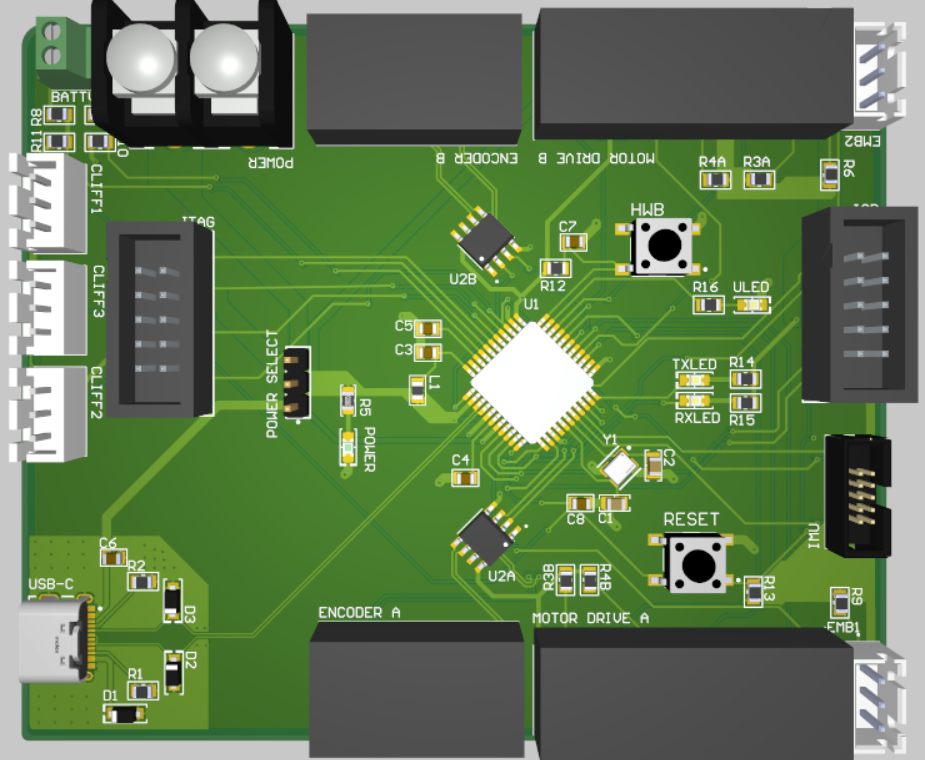 BATT
R8
R11
10
POWER
ENCODER B
MOTOR DRIVE B
EMB2
R4A
R3A
R6
CLIFF1
JTAG
HWB
C7
U2B
R12
U1
R16
ULED
CLIFF3
C5
C3
POWER SELECT
L1
R5
TXLED
R14
RXLED
R15
CLIFF2
POWER
Y1
C2
C4
C8
C1
RESET
IMU
U2A
C6
R2
USB-C
D3
R3B
R4B
R13
R9
EMB1
ENCODER A
MOTOR DRIVE A
D2
R1
D1